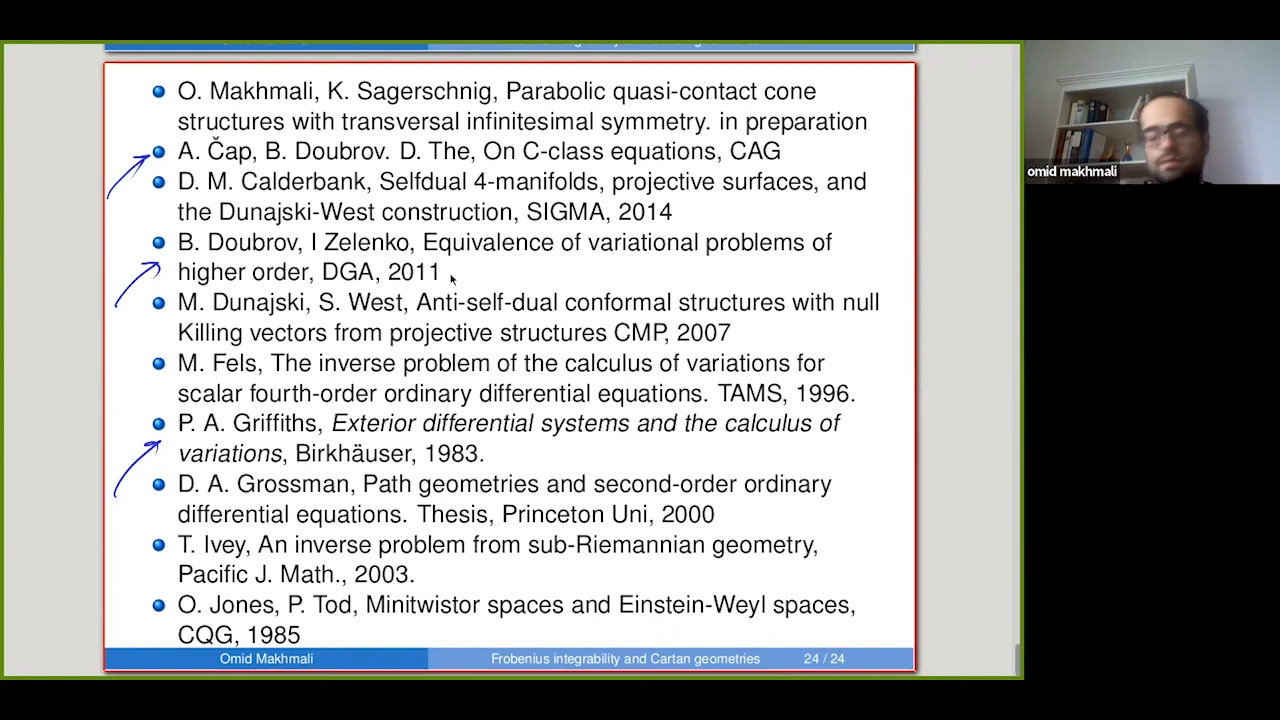 O. Makhmali, K. Sagerschnig, Parabolic quasi-contact cone
structures with transversal infinitesimal symmetry. in preparation
A. Čap, B. Doubrov. D. The, On C-class equations, CAG
D. M. Calderbank, Selfdual 4-manifolds, projective surfaces, and
the Dunajski-West construction, SIGMA, 2014
B. Doubrov, I Zelenko, Equivalence of variational problems of
higher order, DGA, 2011
M. Dunajski, S. West, Anti-self-dual conformal structures with null
Killing vectors from projective structures CMP, 2007
M. Fels, The inverse problem of the calculus of variations for
scalar fourth-order ordinary differential equations. TAMS, 1996.
P. A. Griffiths, Exterior differential systems and the calculus of
variations, Birkhäuser, 1983.
D. A. Grossman, Path geometries and second-order ordinary
differential equations. Thesis, Princeton Uni, 2000
T. Ivey, An inverse problem from sub-Riemannian geometry,
Pacific J. Math., 2003.
O. Jones, P. Tod, Minitwistor spaces and Einstein-Weyl spaces,
CQG, 1985
Omid Makhmali Frobenius integrability and Cartan geometries 24 / 24
omid makhmali